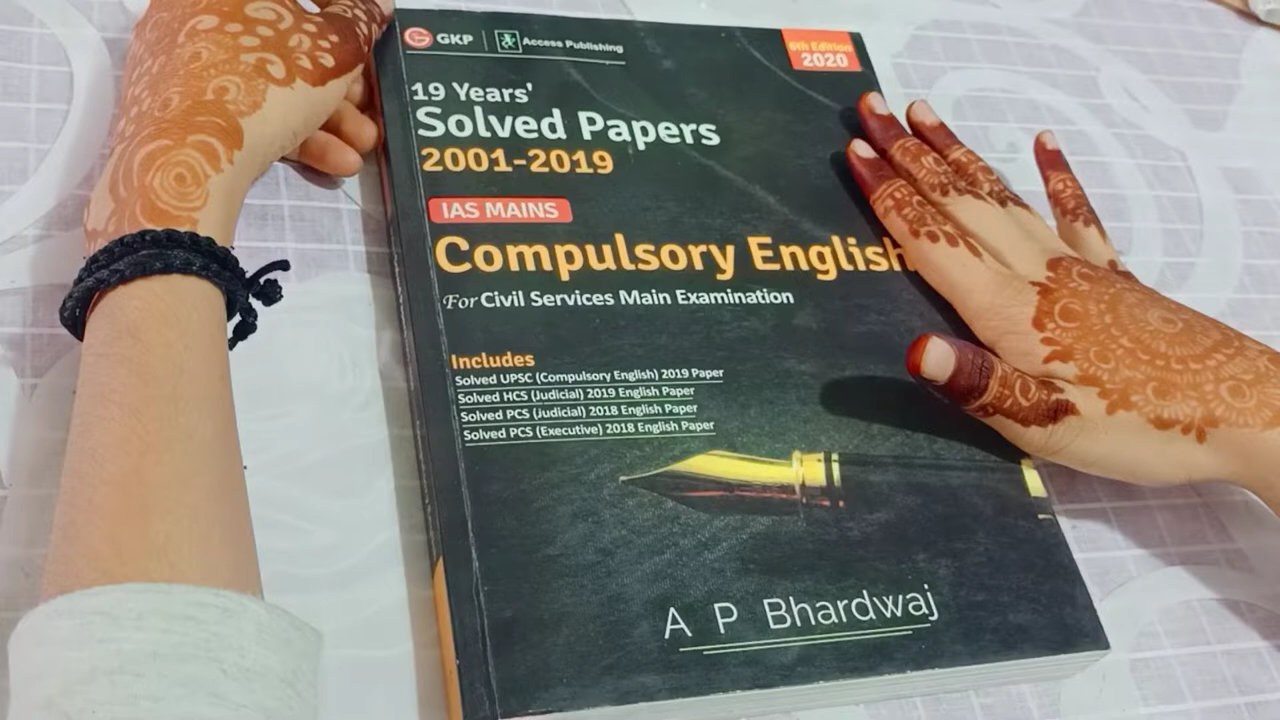 GKP Access Publishing
6th Edition
2020
19 Years'
Solved Papers
2001-2019
IAS MAINS
Compulsory English
For Civil Services Main Examination
Includes
Solved UPSC (Compulsory English) 2019 Paper
Solved HCS (Judicial) 2019 English Paper
Solved PCS (Judicial) 2018 English Paper
Solved PCS (Executive) 2018 English Paper
A P Bhardwaj